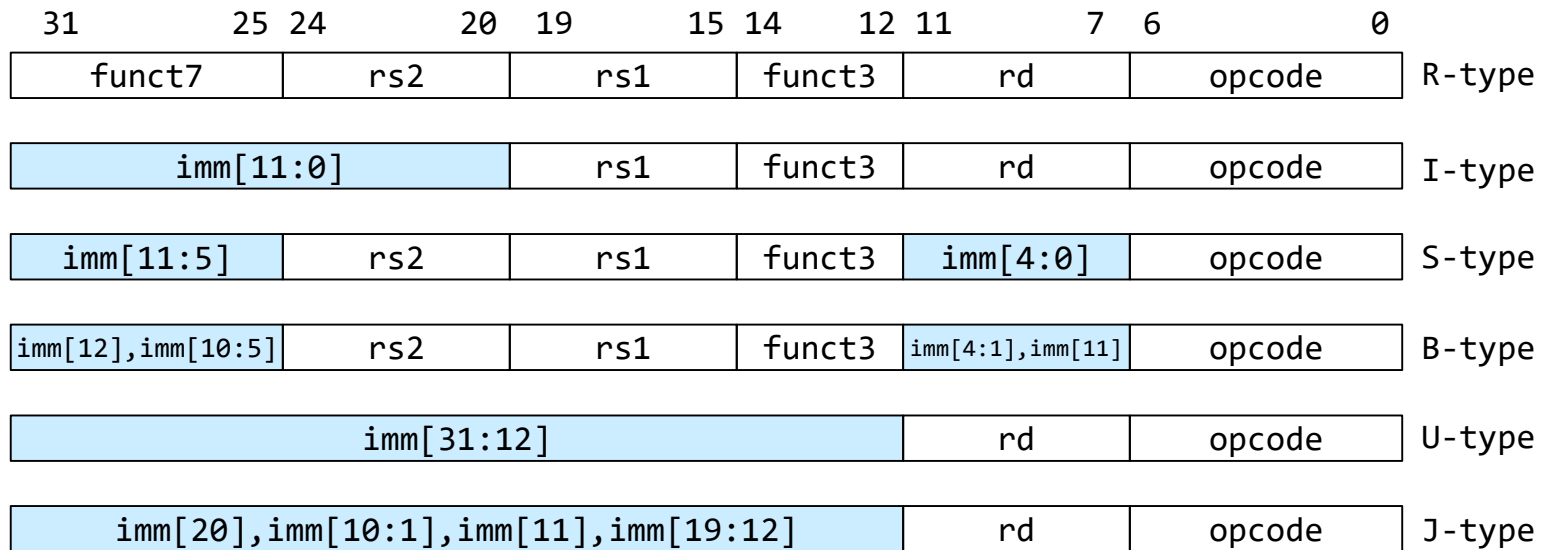 31 25 24 20 19 15 14 12 11 7 6 0
funct7 rs2 rs1 funct3 rd opcode R-type
imm[11:0] rs1 funct3 rd opcode I-type
imm[11:5] rs2 rs1 funct3 imm[4:0] opcode S-type
imm[12],imm[10:5] rs2 rs1 funct3 imm[4:1],imm[11] opcode B-type
imm[31:12] rd opcode U-type
imm[20],imm[10:1],imm[11],imm[19:12] rd opcode J-type